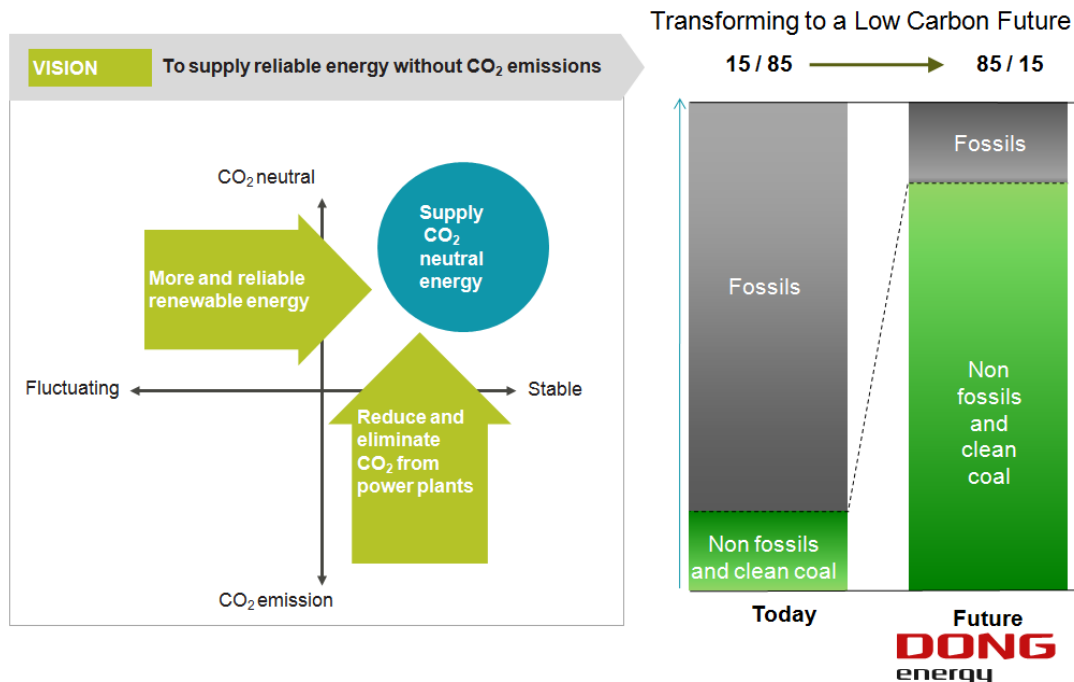 Transforming to a Low Carbon Future
VISION
To supply reliable energy without CO₂ emissions
15 / 85
85 / 15
CO₂ neutral
Supply
CO₂
neutral
energy
More and reliable
renewable energy
Fluctuating
Stable
Reduce and
eliminate
CO₂ from
power plants
CO₂ emission
Fossils
Non fossils
and clean coal
Fossils
Non
fossils
and
clean
coal
Today
Future
DONG
energy